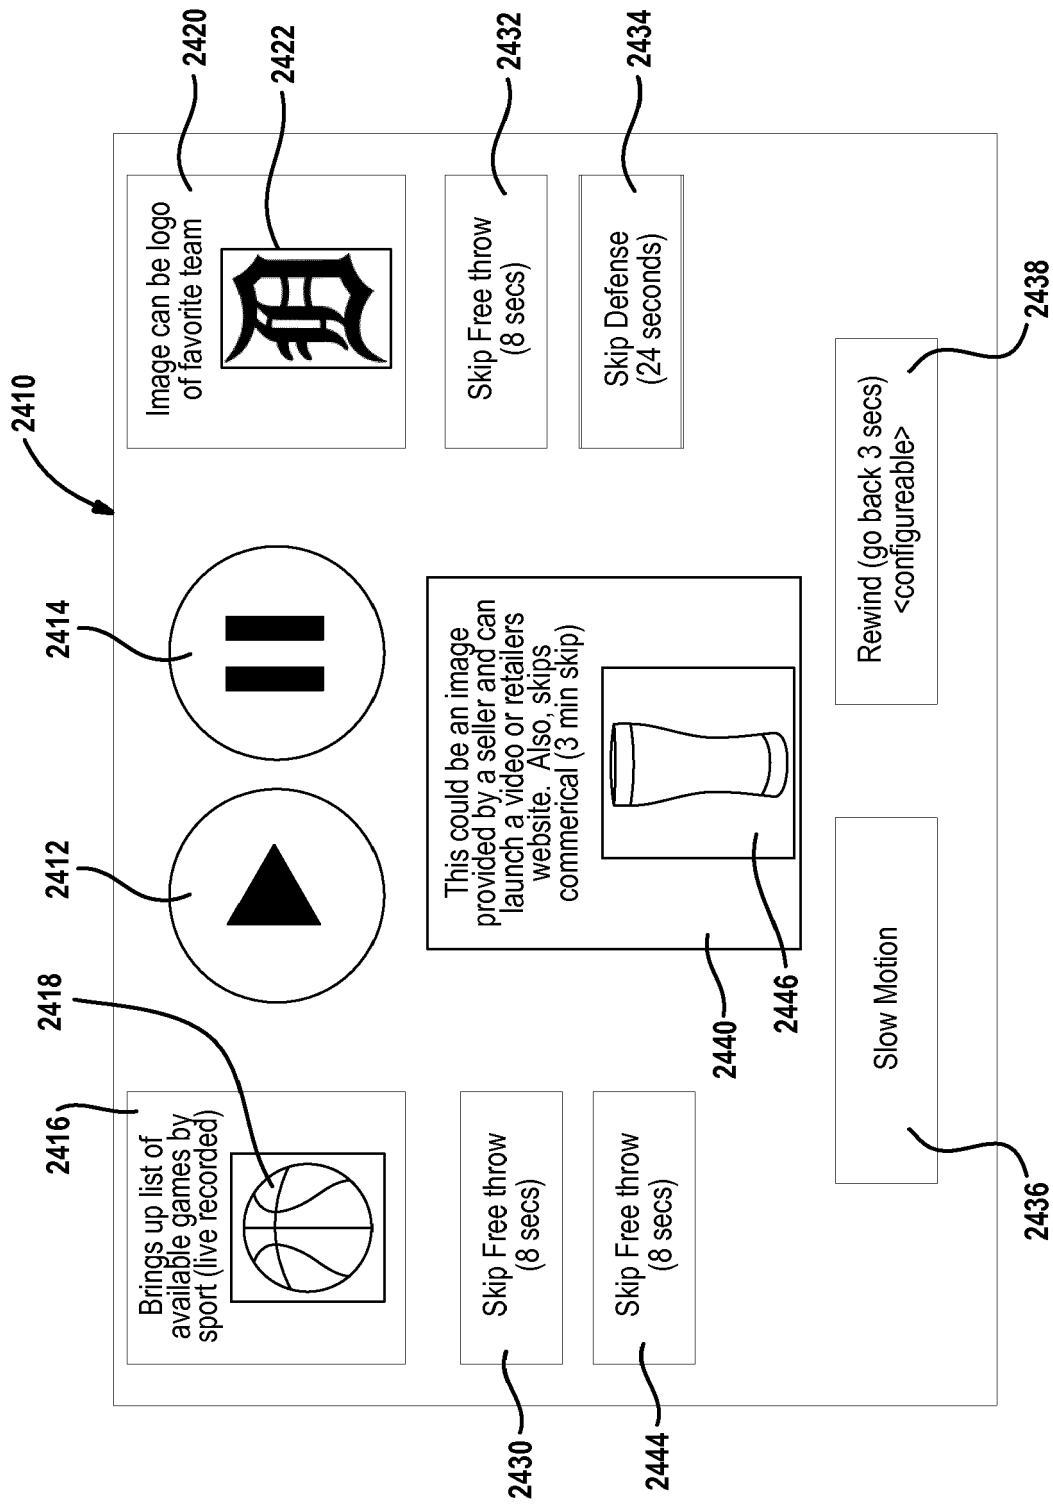 2410
2416
Brings up list of
available games by
sport (live recorded)
2418
2412
2414
Image can be logo
of favorite team
2420
2422
D
2430
Skip Free throw
(8 secs)
2444
Skip Free throw
(8 secs)
This could be an image
provided by a seller and can
launch a video or retailers
website. Also, skips
commerical (3 min skip)
2440
2446
Skip Free throw
(8 secs)
2432
Skip Defense
(24 seconds)
2434
Slow Motion
2436
Rewind (go back 3 secs)
<configureable>
2438